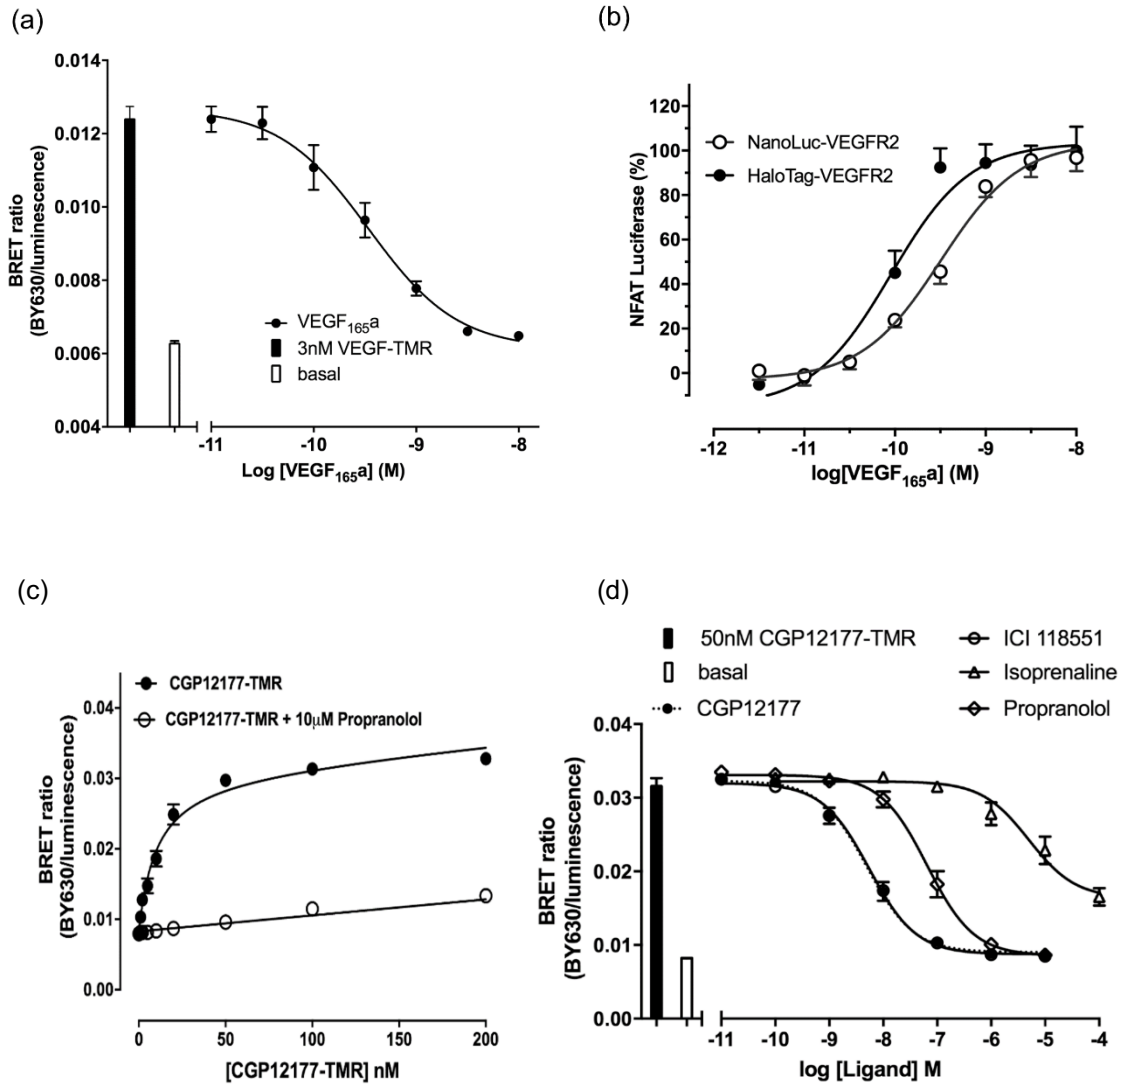 (a)
0.014
0.012
0.010
0.008
0.006
0.004
BRET ratio
(BY630/luminescence)
VEGF₁₆₅a
3nM VEGF-TMR
basal
-11 -10 -9 -8
Log [VEGF₁₆₅a] (M)
(b)
120
100
80
60
40
20
0
NFAT Luciferase (%)
NanoLuc-VEGFR2
HaloTag-VEGFR2
-12 -11 -10 -9 -8
log[VEGF₁₆₅a] (M)
(c)
CGP12177-TMR
CGP12177-TMR + 10μM Propranolol
0.04
0.03
0.02
0.01
0.00
BRET ratio
(BY630/luminescence)
0 50 100 150 200
[CGP12177-TMR] nM
(d)
50nM CGP12177-TMR
basal
CGP12177
ICI 118551
Isoprenaline
Propranolol
0.04
0.03
0.02
0.01
0.00
BRET ratio
(BY630/luminescence)
-11 -10 -9 -8 -7 -6 -5 -4
log [Ligand] M